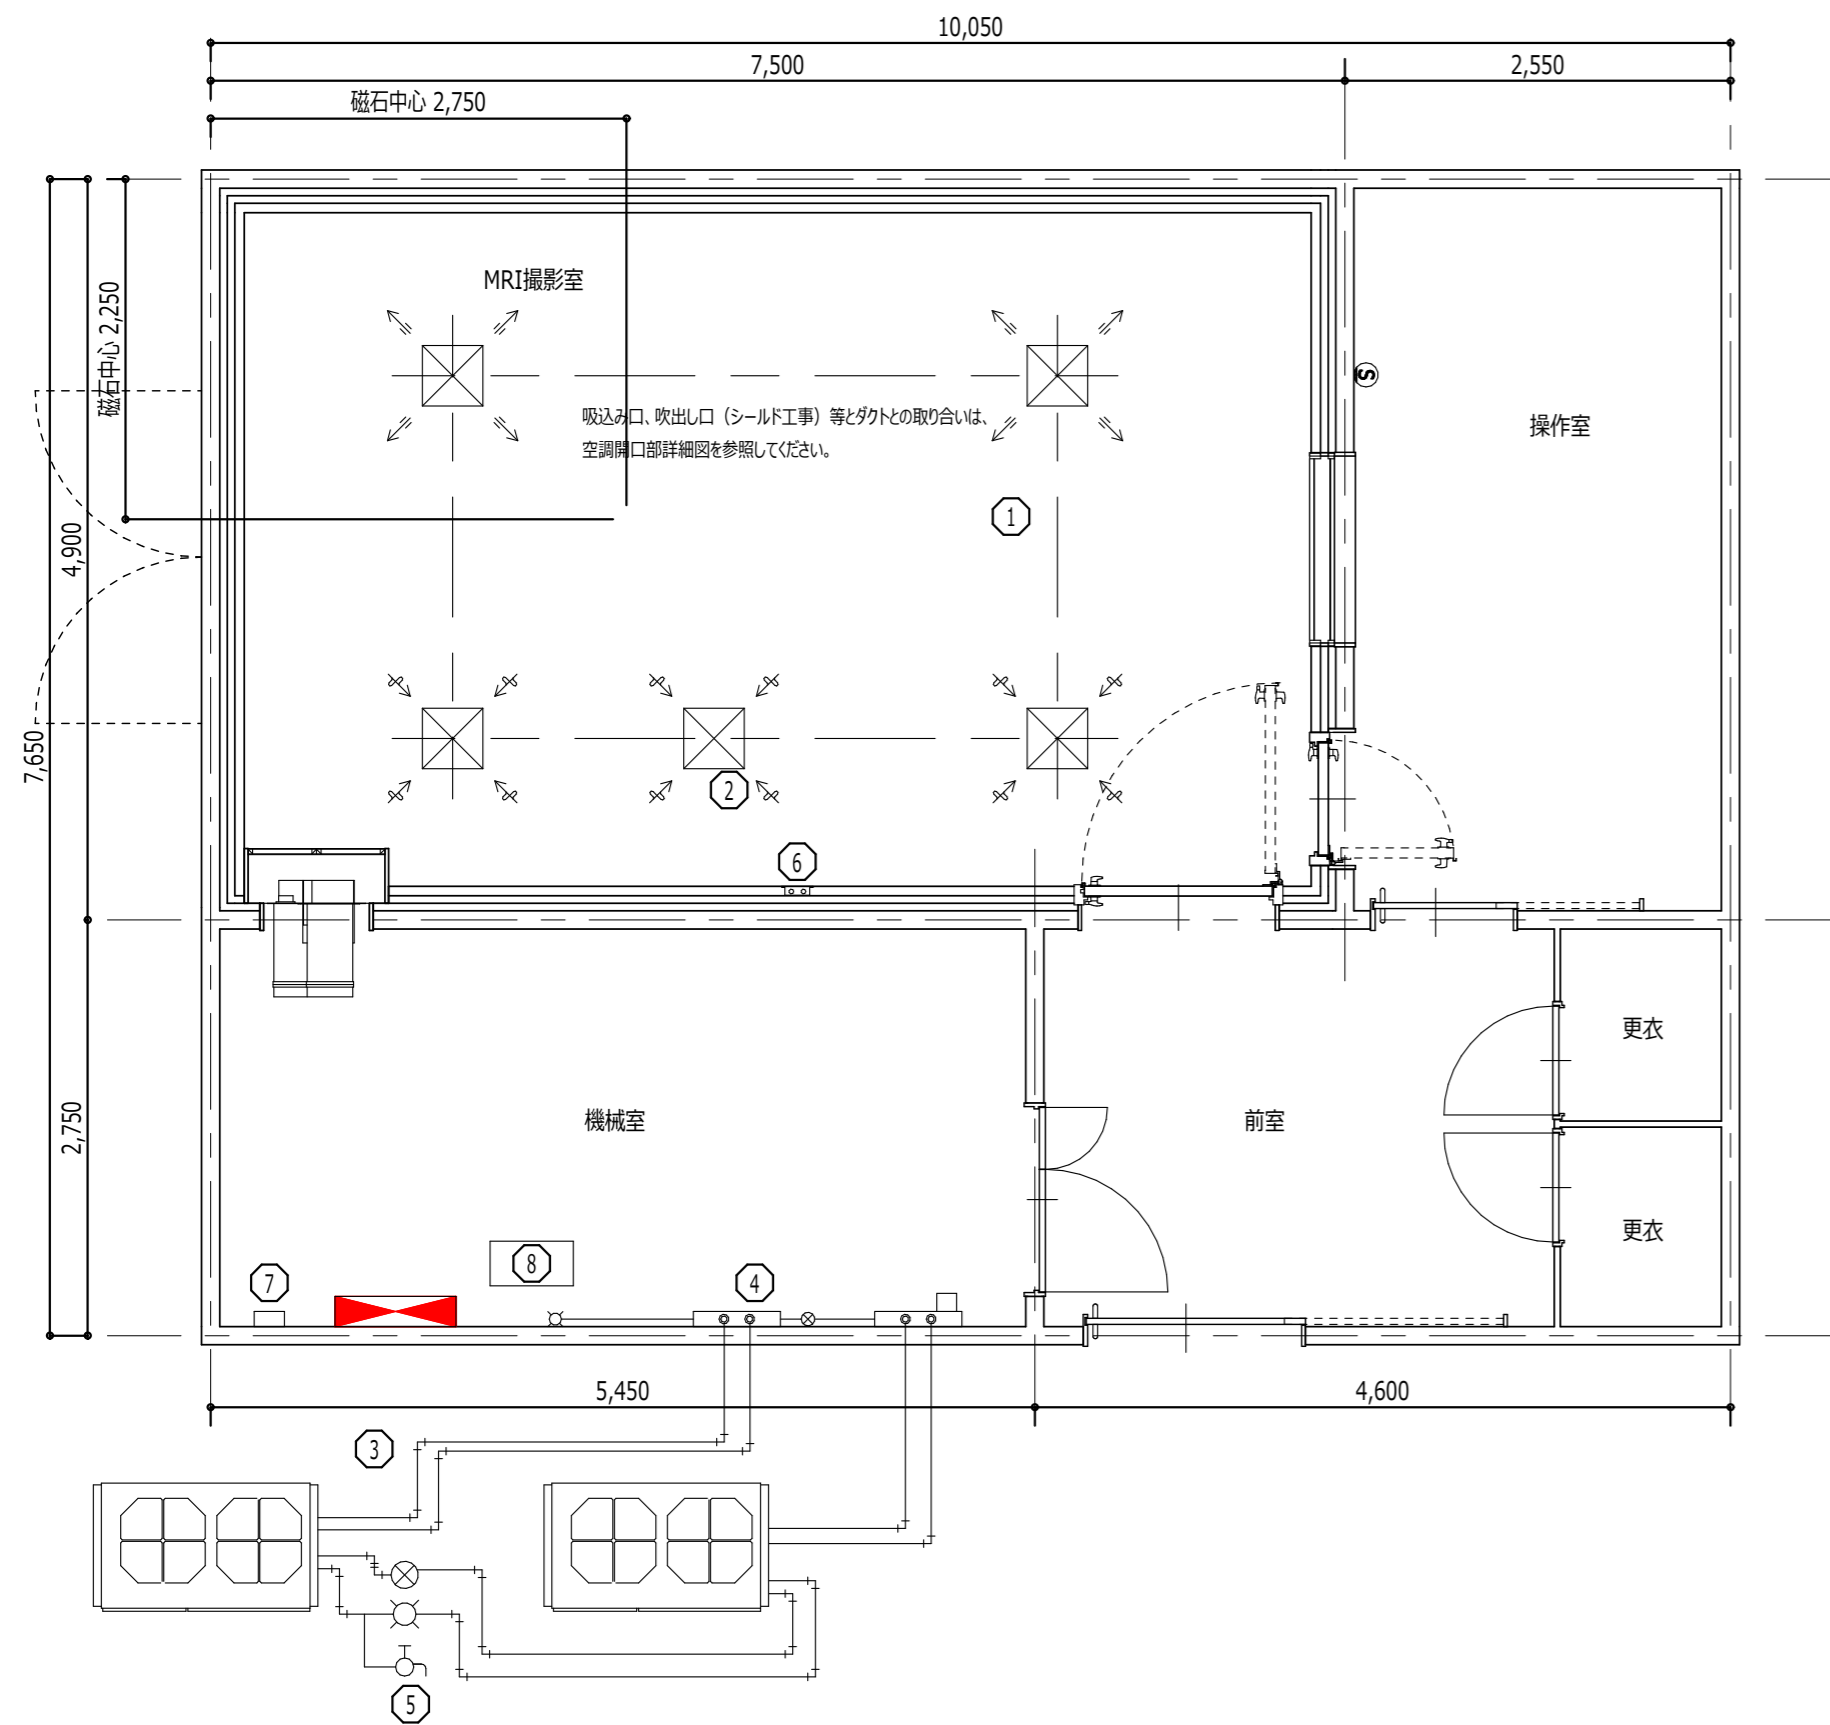 10,050
7,500
2,550
磁石中心 2,750
磁石中心 2,250
4,900
7,650
2,750
MRI撮影室
吸込み口、吹出し口（シールド工事）等とダクトとの取り合いは、
空調開口部詳細図を参照してください。
S
操作室
1
2
6
機械室
前室
更衣
更衣
7
8
4
5,450
4,600
3
5